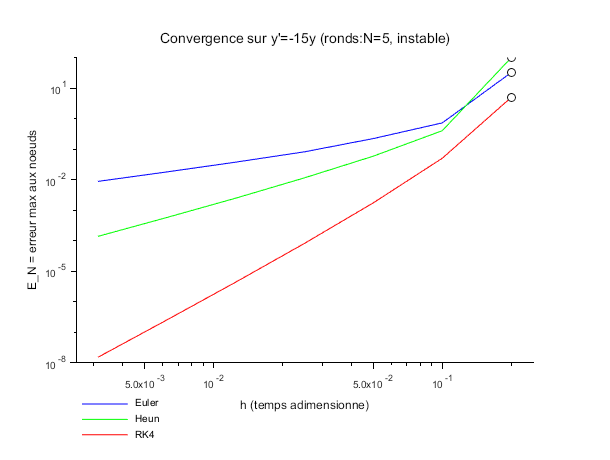 Convergence sur y'=-15y (ronds:N=5, instable)
E_N = erreur max aux noeuds
10^1
10^-2
10^-5
10^-8
5.0x10^-3 10^-2 5.0x10^-2 10^-1
h (temps adimensionne)
Euler
Heun
RK4